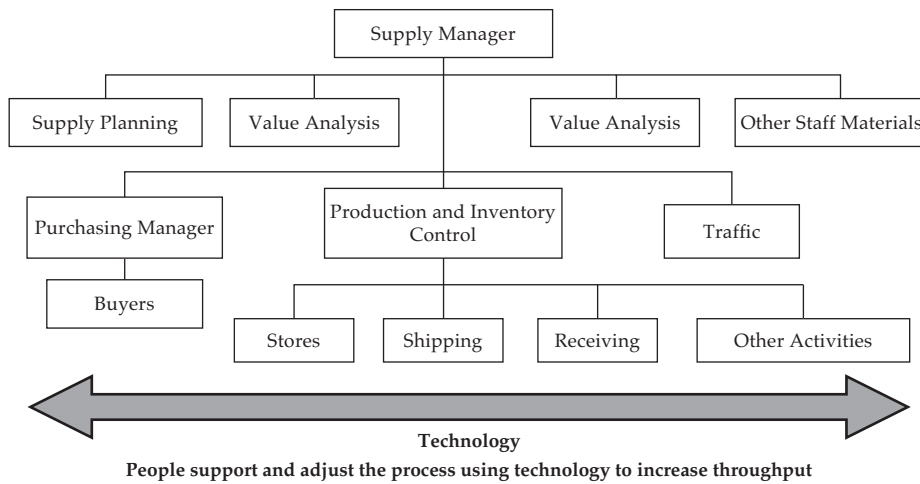 Supply Manager
Supply Planning
Value Analysis
Value Analysis
Other Staff Materials
Purchasing Manager
Production and Inventory
Control
Traffic
Buyers
Stores
Shipping
Receiving
Other Activities
Technology
People support and adjust the process using technology to increase throughput